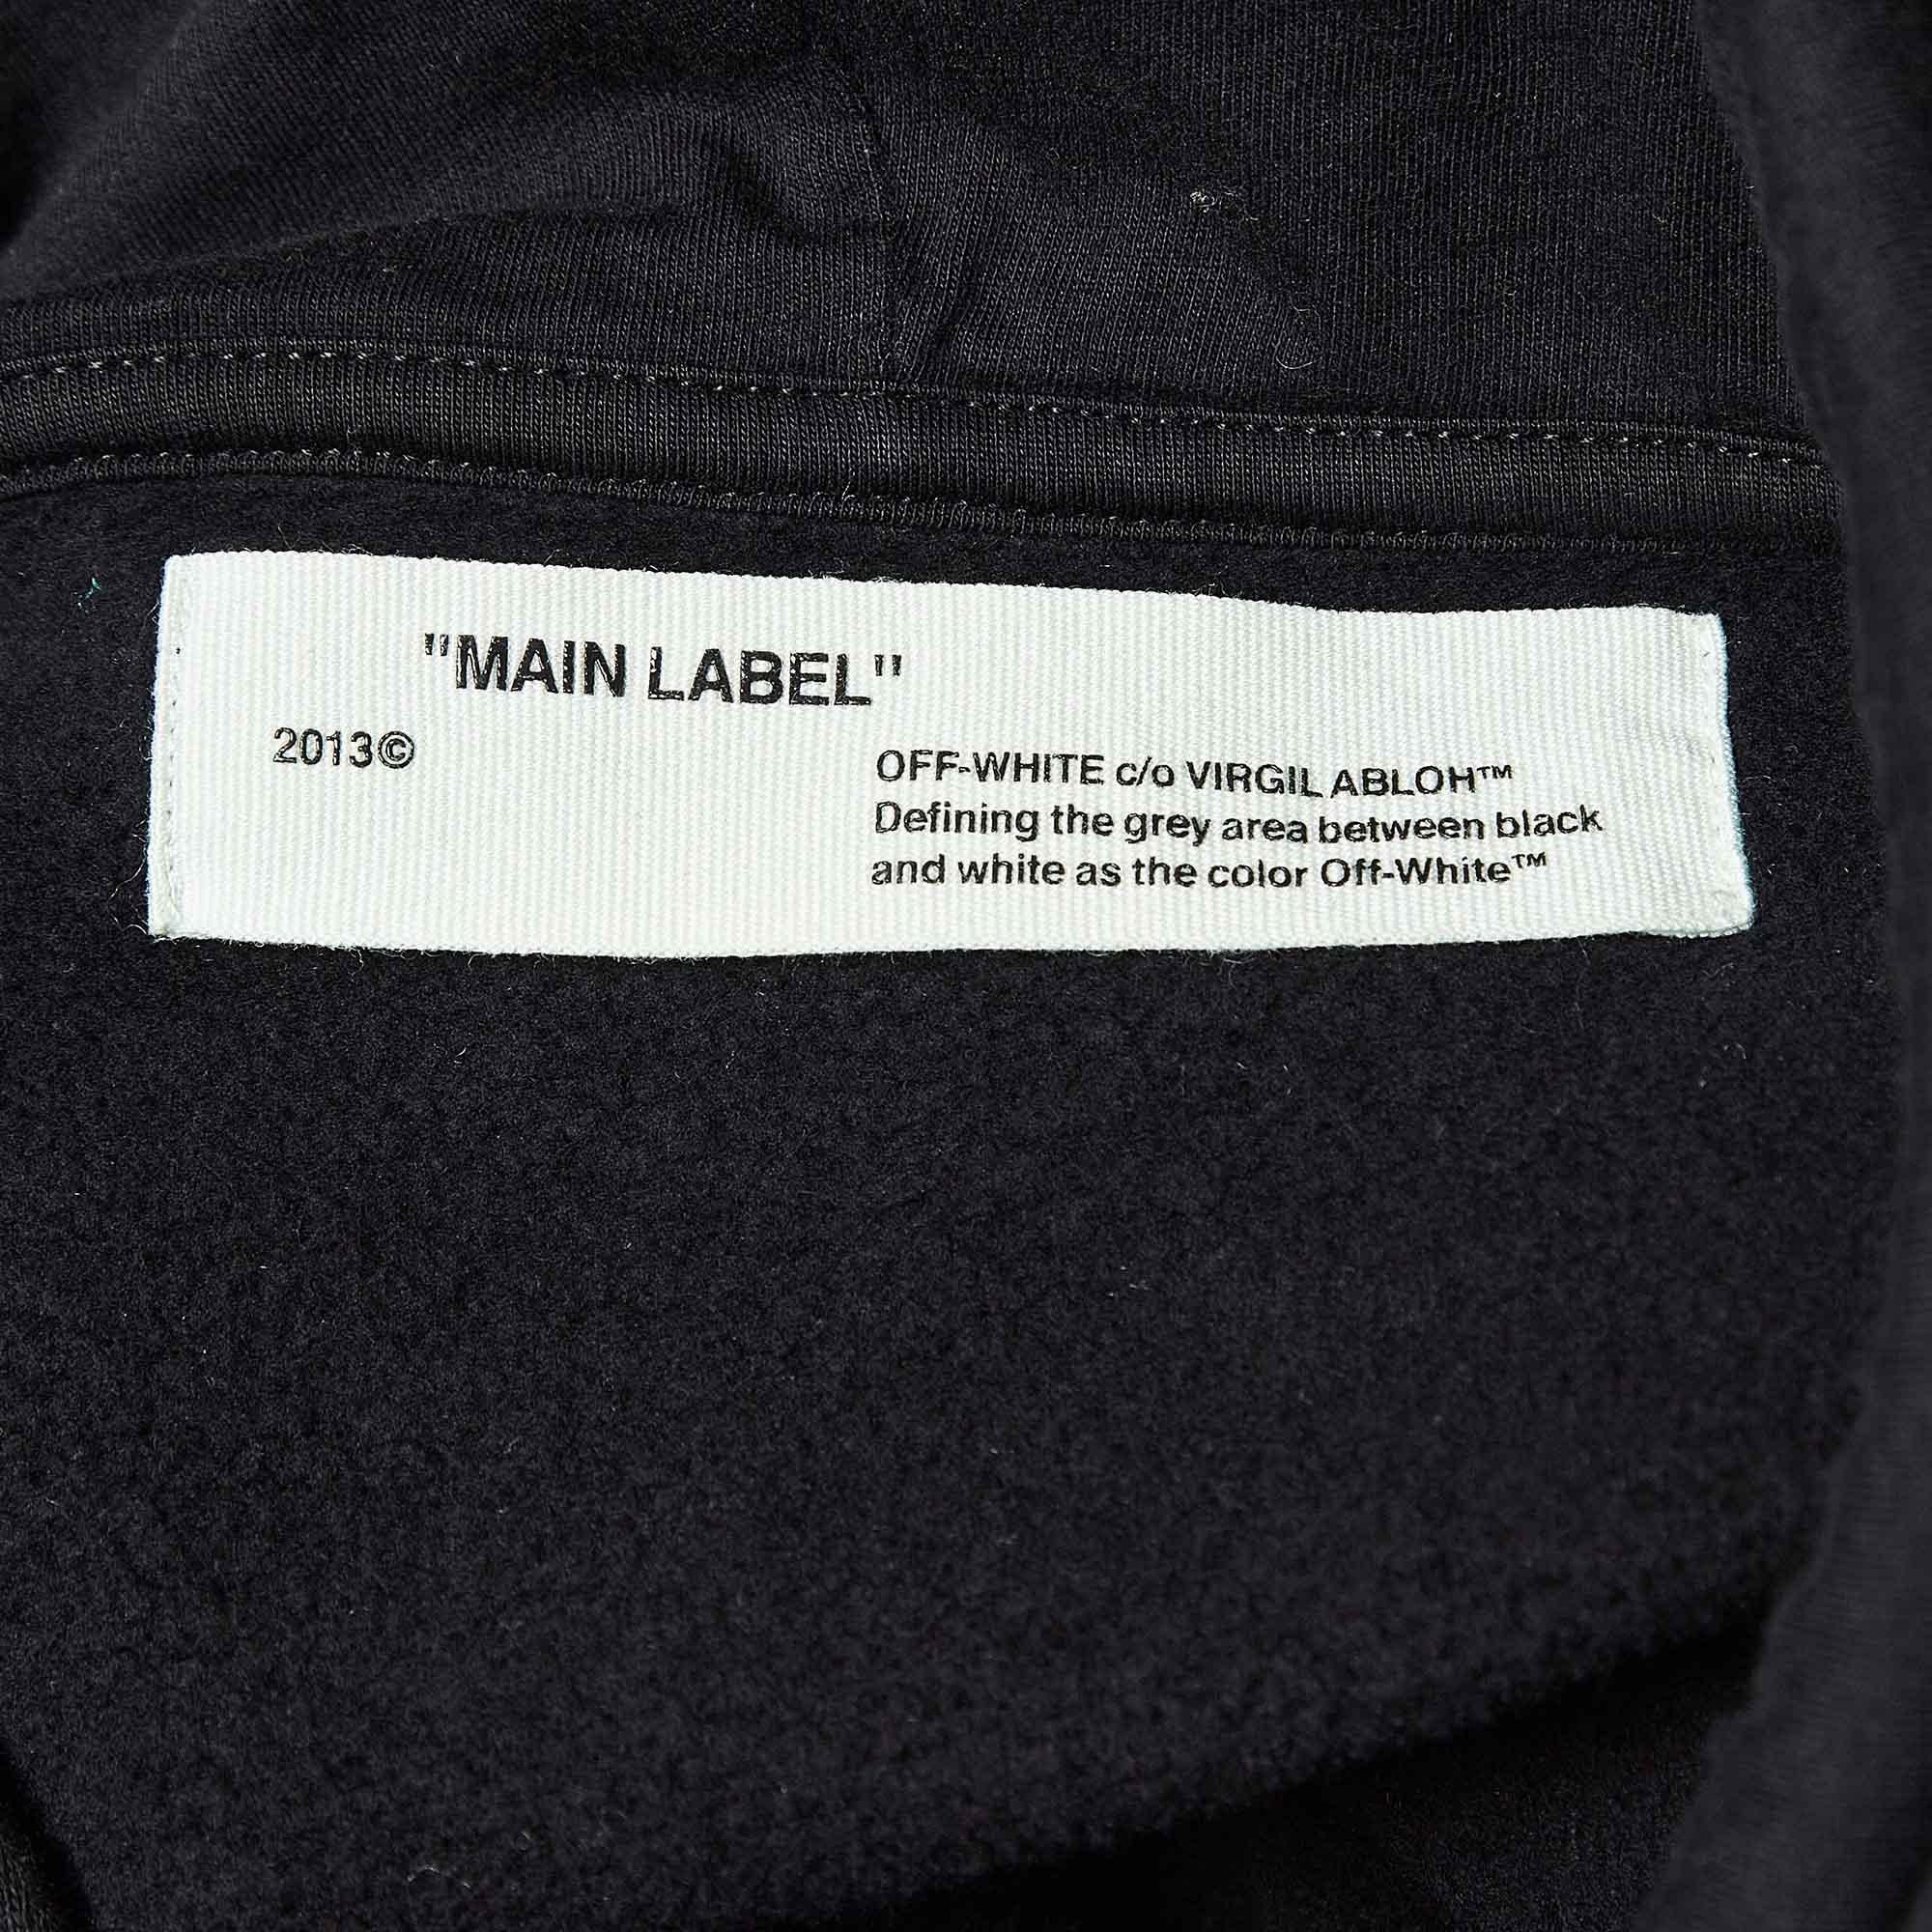 "MAIN LABEL"
2013©
OFF-WHITE c/o VIRGIL ABLOH™
Defining the grey area between black
and white as the color Off-White™